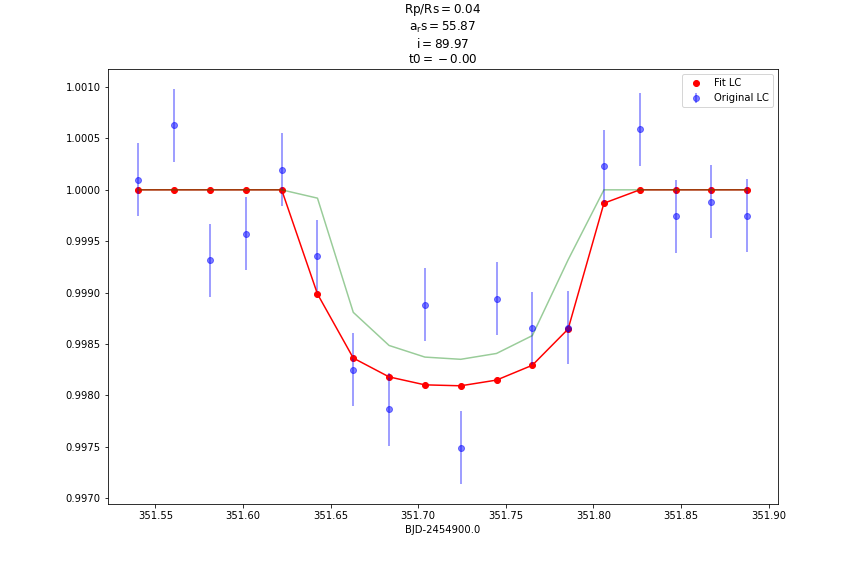 Rp/Rs = 0.04
aᵣs = 55.87
i = 89.97
t0 = −0.00
Fit LC
Original LC
1.0010
1.0005
1.0000
0.9995
0.9990
0.9985
0.9980
0.9975
0.9970
351.55 351.60 351.65 351.70 351.75 351.80 351.85 351.90
BJD-2454900.0